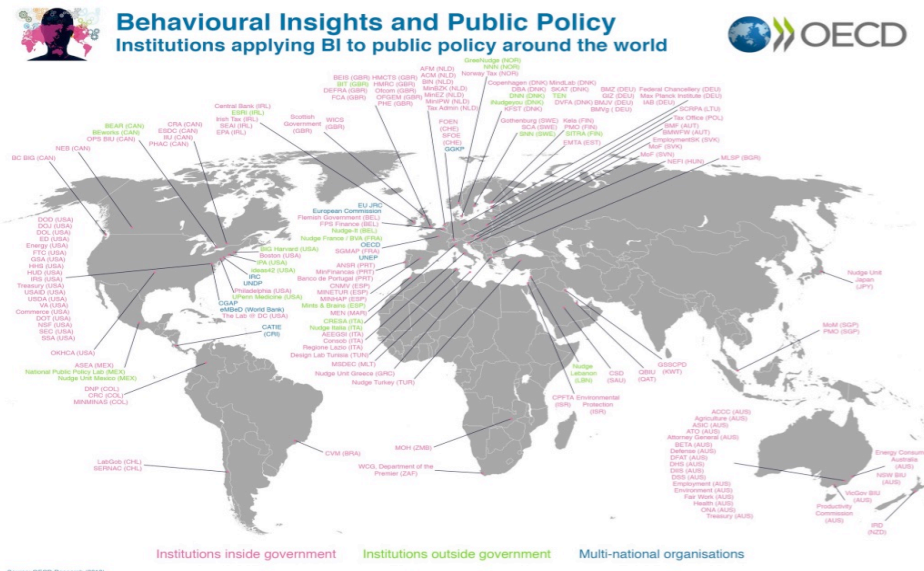 Behavioural Insights and Public Policy
Institutions applying BI to public policy around the world
OECD
GreeNudge (NOR)
NNN (NOR)
Norway Tax (NOR)
AFM (NLD)
ACM (NLD)
BIN (NLD)
MinBZK (NLD)
MinEZ (NLD)
MinIPW (NLD)
Tax Admin (NLD)
BEIS (GBR) HMCTS (GBR)
BIT (GBR) HMRC (GBR)
DEFRA (GBR) Ofcom (GBR)
FCA (GBR) OFGEM (GBR)
PHE (GBR)
Copenhagen (DNK) MindLab (DNK)
DBA (DNK) SKAT (DNK)
DNN (DNK) TEN
iNudgeyou (DNK) DVFA (DNK)
KFST (DNK)
BMZ (DEU) Federal Chancellery (DEU)
GIZ (DEU) Max Planck Institute (DEU)
BMJV (DEU) IAB (DEU)
BMVg (DEU)
SCRPA (LTU)
Tax Office (POL)
BMF (AUT)
BMWFW (AUT)
EmploymentSK (SVK)
MoF (SVK)
MoF (SVN)
NEFI (HUN)
MLSP (BGR)
Gothenburg (SWE)
SCA (SWE)
SNN (SWE)
Kela (FIN)
PMO (FIN)
SITRA (FIN)
EMTA (EST)
FOEN
(CHE)
SFOE
(CHE)
GGKP
WICS
(GBR)
Scottish
Government
(GBR)
Central Bank (IRL)
ESRI (IRL)
Irish Tax (IRL)
SEAI (IRL)
EPA (IRL)
BEAR (CAN)
BEworks (CAN)
OPS BIU (CAN)
CRA (CAN)
ESDC (CAN)
IIU (CAN)
PHAC (CAN)
NEB (CAN)
BC BIG (CAN)
DOD (USA)
DOJ (USA)
DOL (USA)
ED (USA)
Energy (USA)
FTC (USA)
GSA (USA)
HHS (USA)
HUD (USA)
IRS (USA)
Treasury (USA)
USAID (USA)
USDA (USA)
VA (USA)
Commerce (USA)
DOT (USA)
NSF (USA)
SEC (USA)
SSA (USA)
OKHCA (USA)
BIG Harvard (USA)
Boston (USA)
IPA (USA)
ideas42 (USA)
IRC
UNDP
Philadelphia (USA)
UPenn Medicine (USA)
CGAP
eMBeD (World Bank)
The Lab @ DC (USA)
CATIE
(CRI)
EU JRC
European Commission
Flemish Government (BEL)
FPS Finance (BEL)
Nudge-fi (BEL)
Nudge France / BVA (FRA)
OECD
SGMAP (FRA)
UNEP
ANSR (PRT)
MinFinancas (PRT)
Banco de Portugal (PRT)
CNMV (ESP)
MINETUR (ESP)
MINHAP (ESP)
Minds & Brains (ESP)
MEN (MAR)
CRESA (ITA)
Nudge Italia (ITA)
AEEGSI (ITA)
Consob (ITA)
Regione Lazio (ITA)
Design Lab Tunisia (TUN)
MSDEC (MLT)
Nudge Unit Greece (GRC)
Nudge Turkey (TUR)
ASEA (MEX)
National Public Policy Lab (MEX)
Nudge Unit Mexico (MEX)
DNP (COL)
CRC (COL)
MINMINAS (COL)
LabGob (CHL)
SERNAC (CHL)
CVM (BRA)
MOH (ZMB)
WCG, Department of the
Premier (ZAF)
CPFTA Environmental
(ISR) Protection
(ISR)
Nudge
Lebanon
(LBN)
CSD
(SAU)
QBIU
(QAT)
GSSCPD
(KWT)
MoM (SGP)
PMO (SGP)
Nudge Unit
Japan
(JPY)
ACCC (AUS)
Agriculture (AUS)
ASIC (AUS)
ATO (AUS)
Attorney General (AUS)
BETA (AUS)
Defense (AUS)
DFAT (AUS)
DHS (AUS)
DIIS (AUS)
DSS (AUS)
Employment (AUS)
Environment (AUS)
Fair Work (AUS)
Health (AUS)
ONA (AUS)
Treasury (AUS)
Energy Consum
Australia
(AUS)
NSW BIU
(AUS)
VicGov BIU
(AUS)
Productivity
Commission
(AUS)
IRD
(NZD)
Institutions inside government Institutions outside government Multi-national organisations